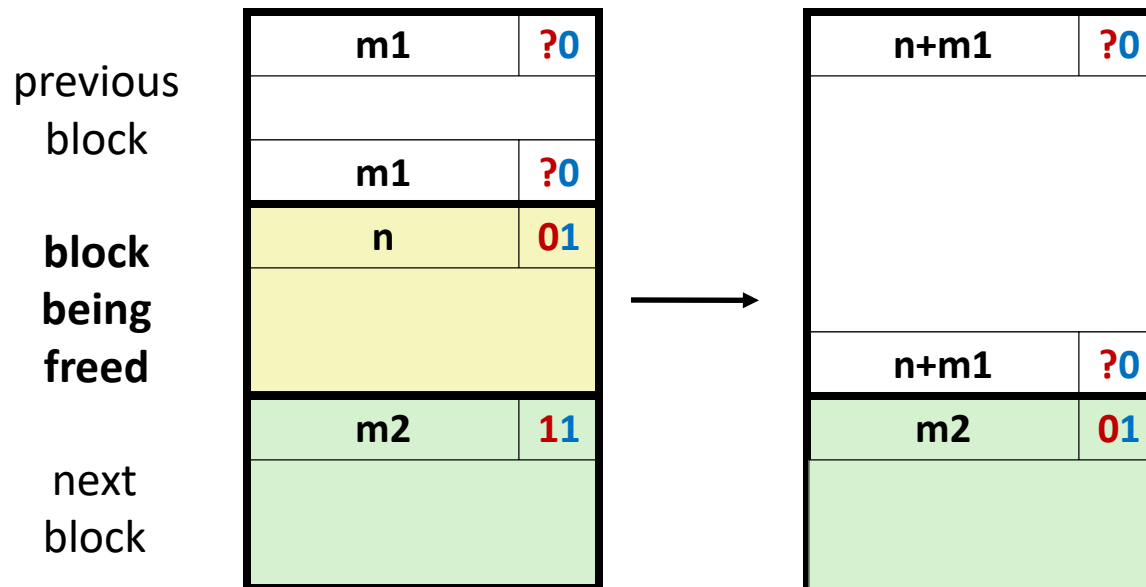 previous
block
m1 ?0
m1 ?0
block
being
freed
n 01
next
block
m2 11
n+m1 ?0
n+m1 ?0
m2 01